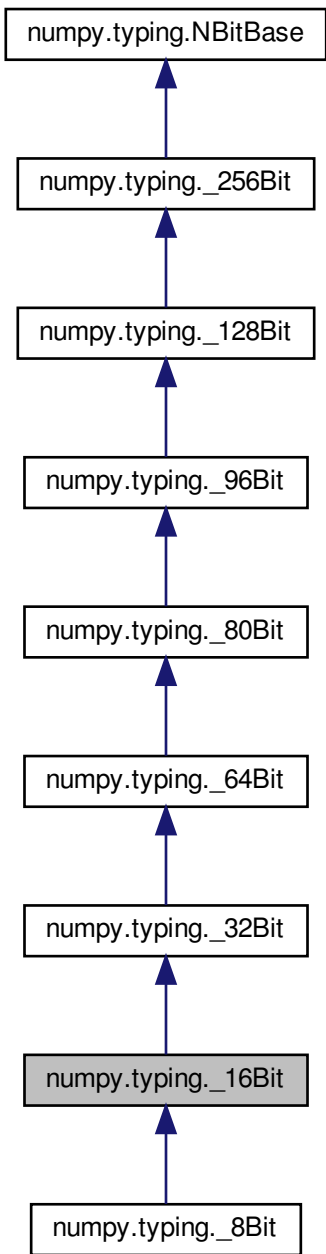 numpy.typing.NBitBase
numpy.typing._256Bit
numpy.typing._128Bit
numpy.typing._96Bit
numpy.typing._80Bit
numpy.typing._64Bit
numpy.typing._32Bit
numpy.typing._16Bit
numpy.typing._8Bit